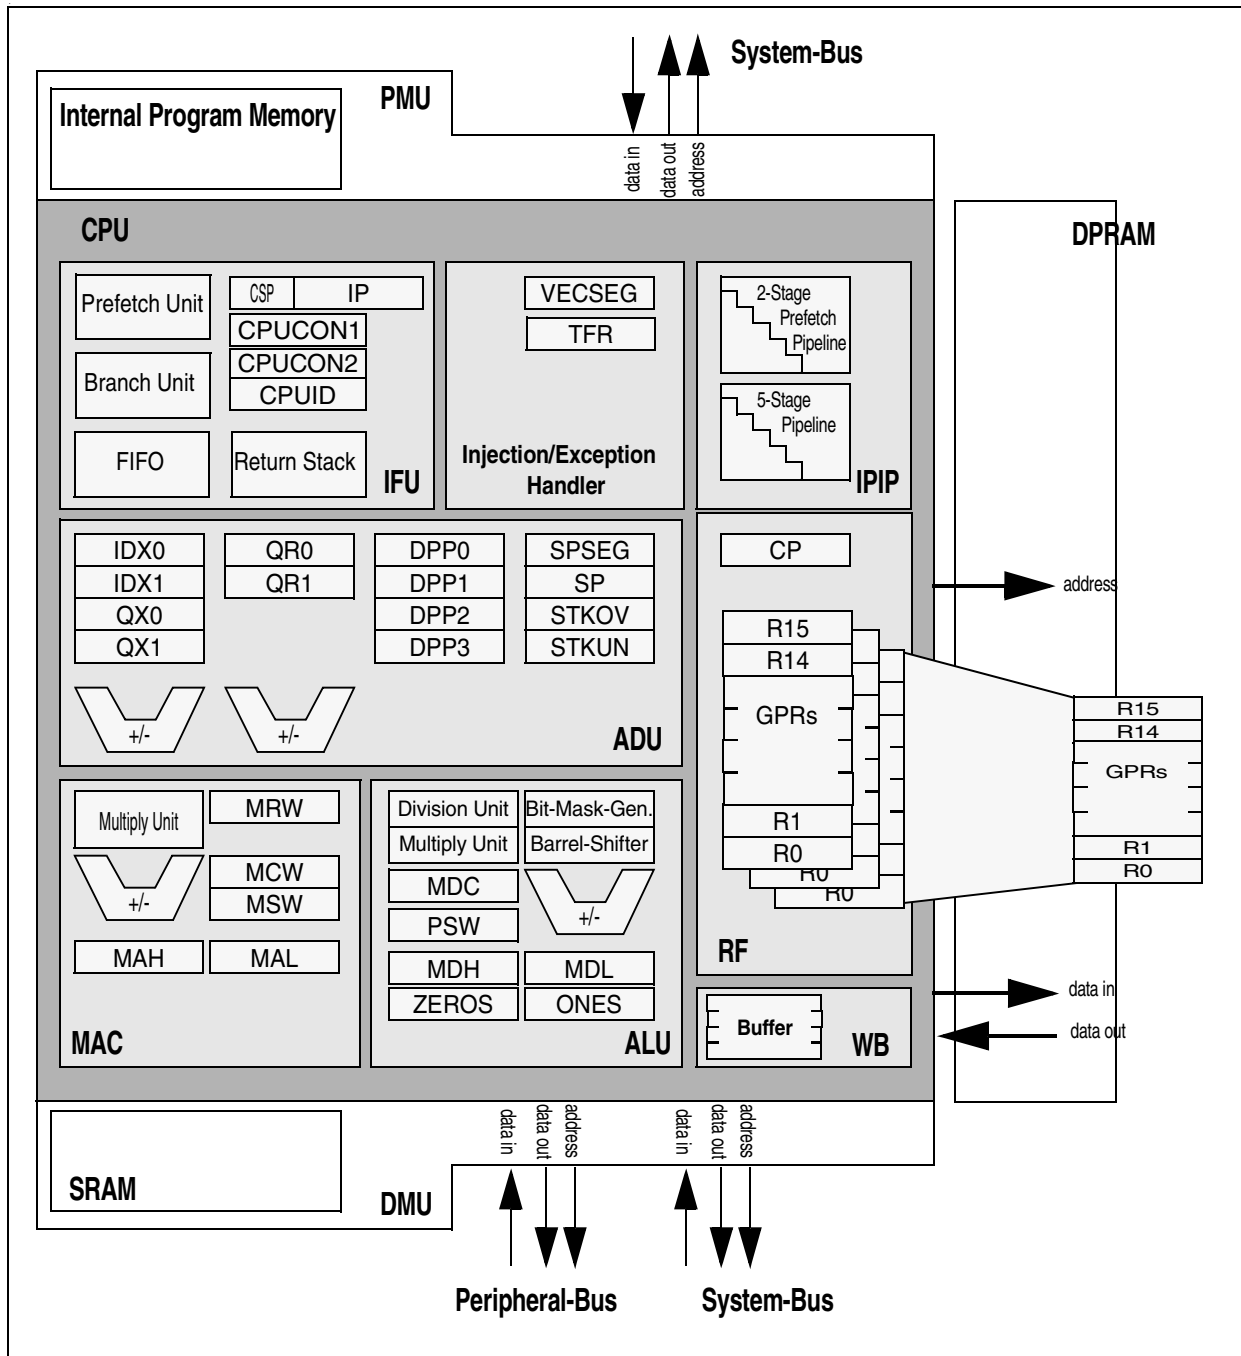 System-Bus
PMU
Internal Program Memory
data in
data out
address
CPU
DPRAM
Prefetch Unit
CSP
IP
CPUCON1
CPUCON2
CPUID
Branch Unit
FIFO
Return Stack
IFU
VECSEG
TFR
Injection/Exception
Handler
2-Stage
Prefetch
Pipeline
5-Stage
Pipeline
IPIP
IDX0
IDX1
QX0
QX1
QR0
QR1
DPP0
DPP1
DPP2
DPP3
SPSEG
SP
STKOV
STKUN
+/-
+/-
ADU
CP
R15
R14
GPRs
R1
R0
R0
R0
RF
address
R15
R14
GPRs
R1
R0
Multiply Unit
MRW
+/-
MCW
MSW
MAH
MAL
MAC
Division Unit
Bit-Mask-Gen.
Multiply Unit
Barrel-Shifter
MDC
PSW
+/-
MDH
MDL
ZEROS
ONES
ALU
Buffer
WB
data in
data out
SRAM
DMU
data in
data out
address
data in
data out
address
Peripheral-Bus
System-Bus